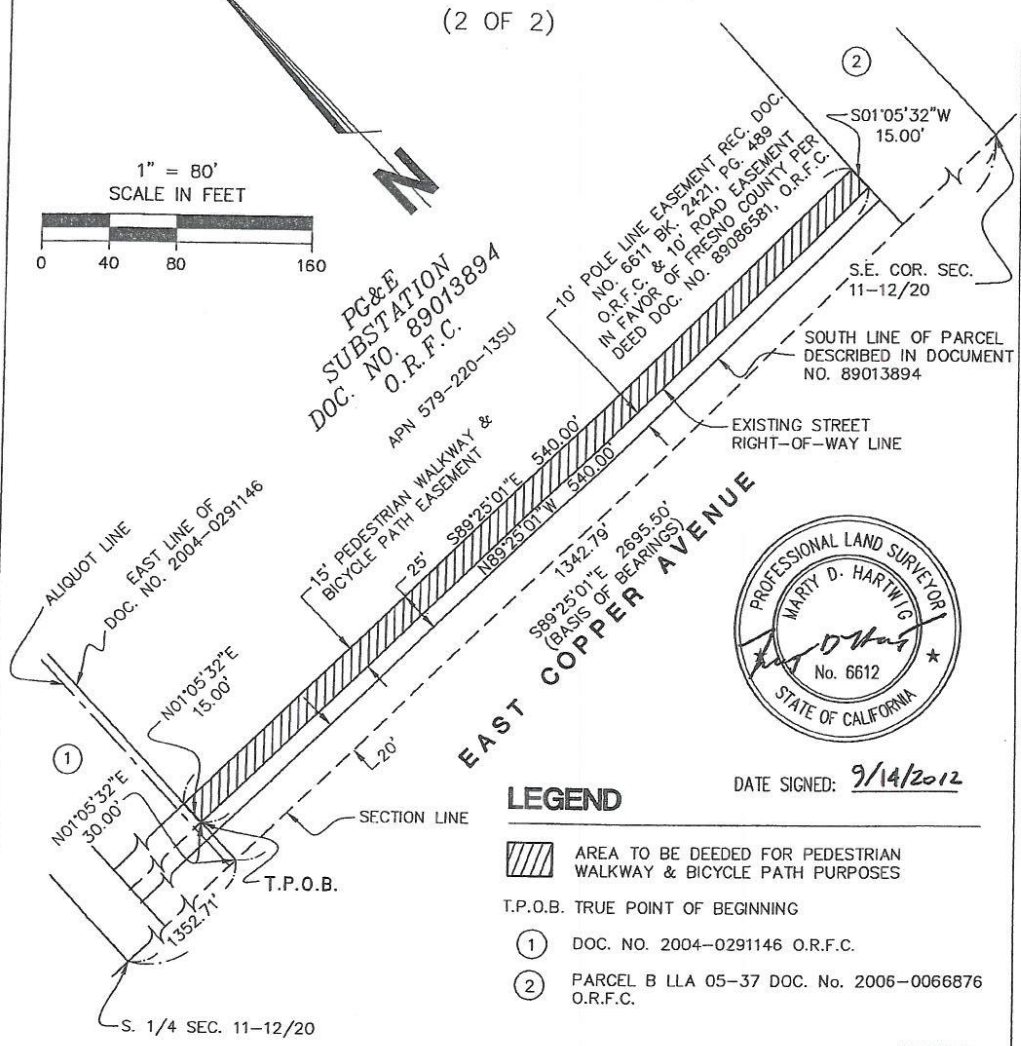 (2 OF 2)
2
S01°05'32"W
15.00'
1" = 80'
SCALE IN FEET
0 40 80 160
N
10' POLE LINE EASEMENT REC. DOC.
NO. 6611 BK. 2421, PG. 489
O.R.F.C. & 10' ROAD EASEMENT
IN FAVOR OF FRESNO COUNTY PER
DEED DOC. NO. 89086581, O.R.F.C.
PG&E
SUBSTATION
DOC. NO. 89013894
O.R.F.C.
APN 579-220-13SU
S.E. COR. SEC.
11-12/20
SOUTH LINE OF PARCEL
DESCRIBED IN DOCUMENT
NO. 89013894
EXISTING STREET
RIGHT-OF-WAY LINE
15' PEDESTRIAN WALKWAY &
BICYCLE PATH EASEMENT
25'
S89°25'01"E 540.00'
N89°25'01"W 540.00'
1342.79'
S89°25'01"E 2695.50'
(BASIS OF BEARINGS)
EAST COPPER AVENUE
20'
ALIQUOT LINE
EAST LINE OF
DOC. NO. 2004-0291146
N01°05'32"E
15.00'
1
N01°05'32"E
30.00'
SECTION LINE
T.P.O.B.
1352.71'
S. 1/4 SEC. 11-12/20
PROFESSIONAL LAND SURVEYOR
MARTY D. HARTWIG
No. 6612
STATE OF CALIFORNIA
DATE SIGNED: 9/14/2012
LEGEND
AREA TO BE DEEDED FOR PEDESTRIAN
WALKWAY & BICYCLE PATH PURPOSES
T.P.O.B. TRUE POINT OF BEGINNING
1 DOC. NO. 2004-0291146 O.R.F.C.
2 PARCEL B LLA 05-37 DOC. No. 2006-0066876
O.R.F.C.